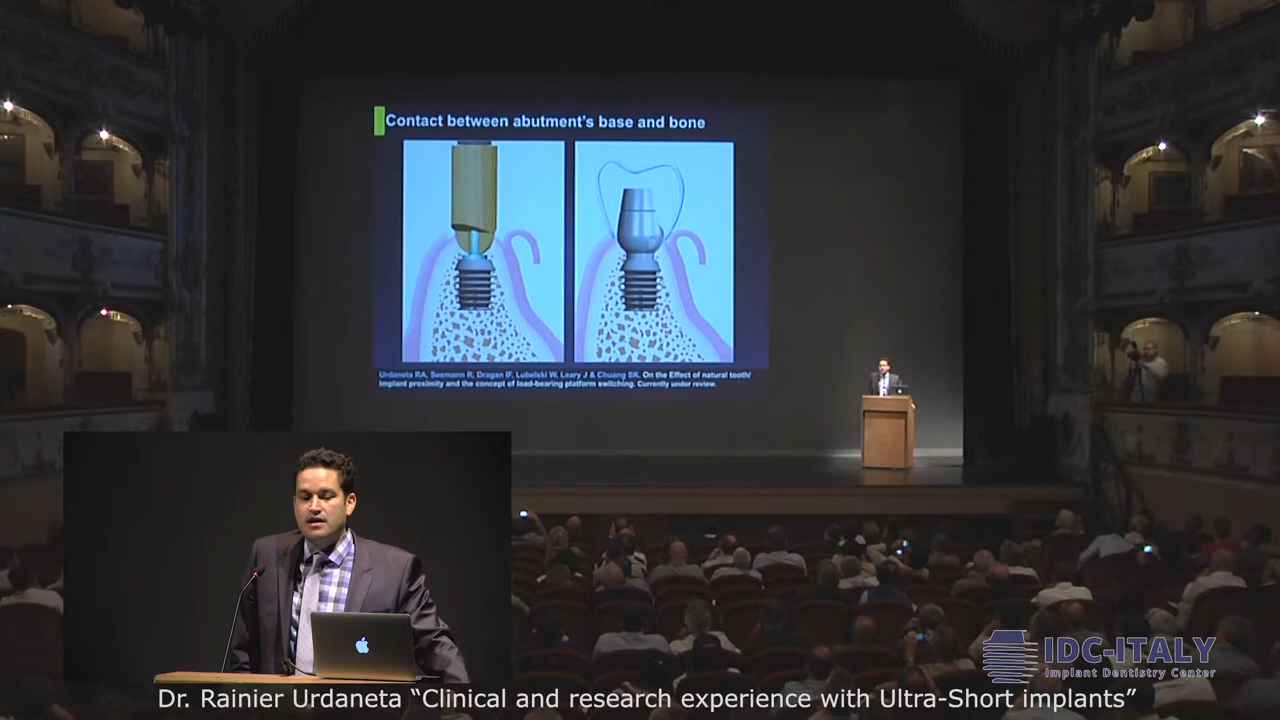 Contact between abutment's base and bone
Urdaneta RA, Seemann R, Dragan IF, Lubelski W, Leary J & Chuang SK. On the Effect of natural tooth/
implant proximity and the concept of load-bearing platform switching. Currently under review.
IDC-ITALY
Implant Dentistry Center
Dr. Rainier Urdaneta “Clinical and research experience with Ultra-Short implants”